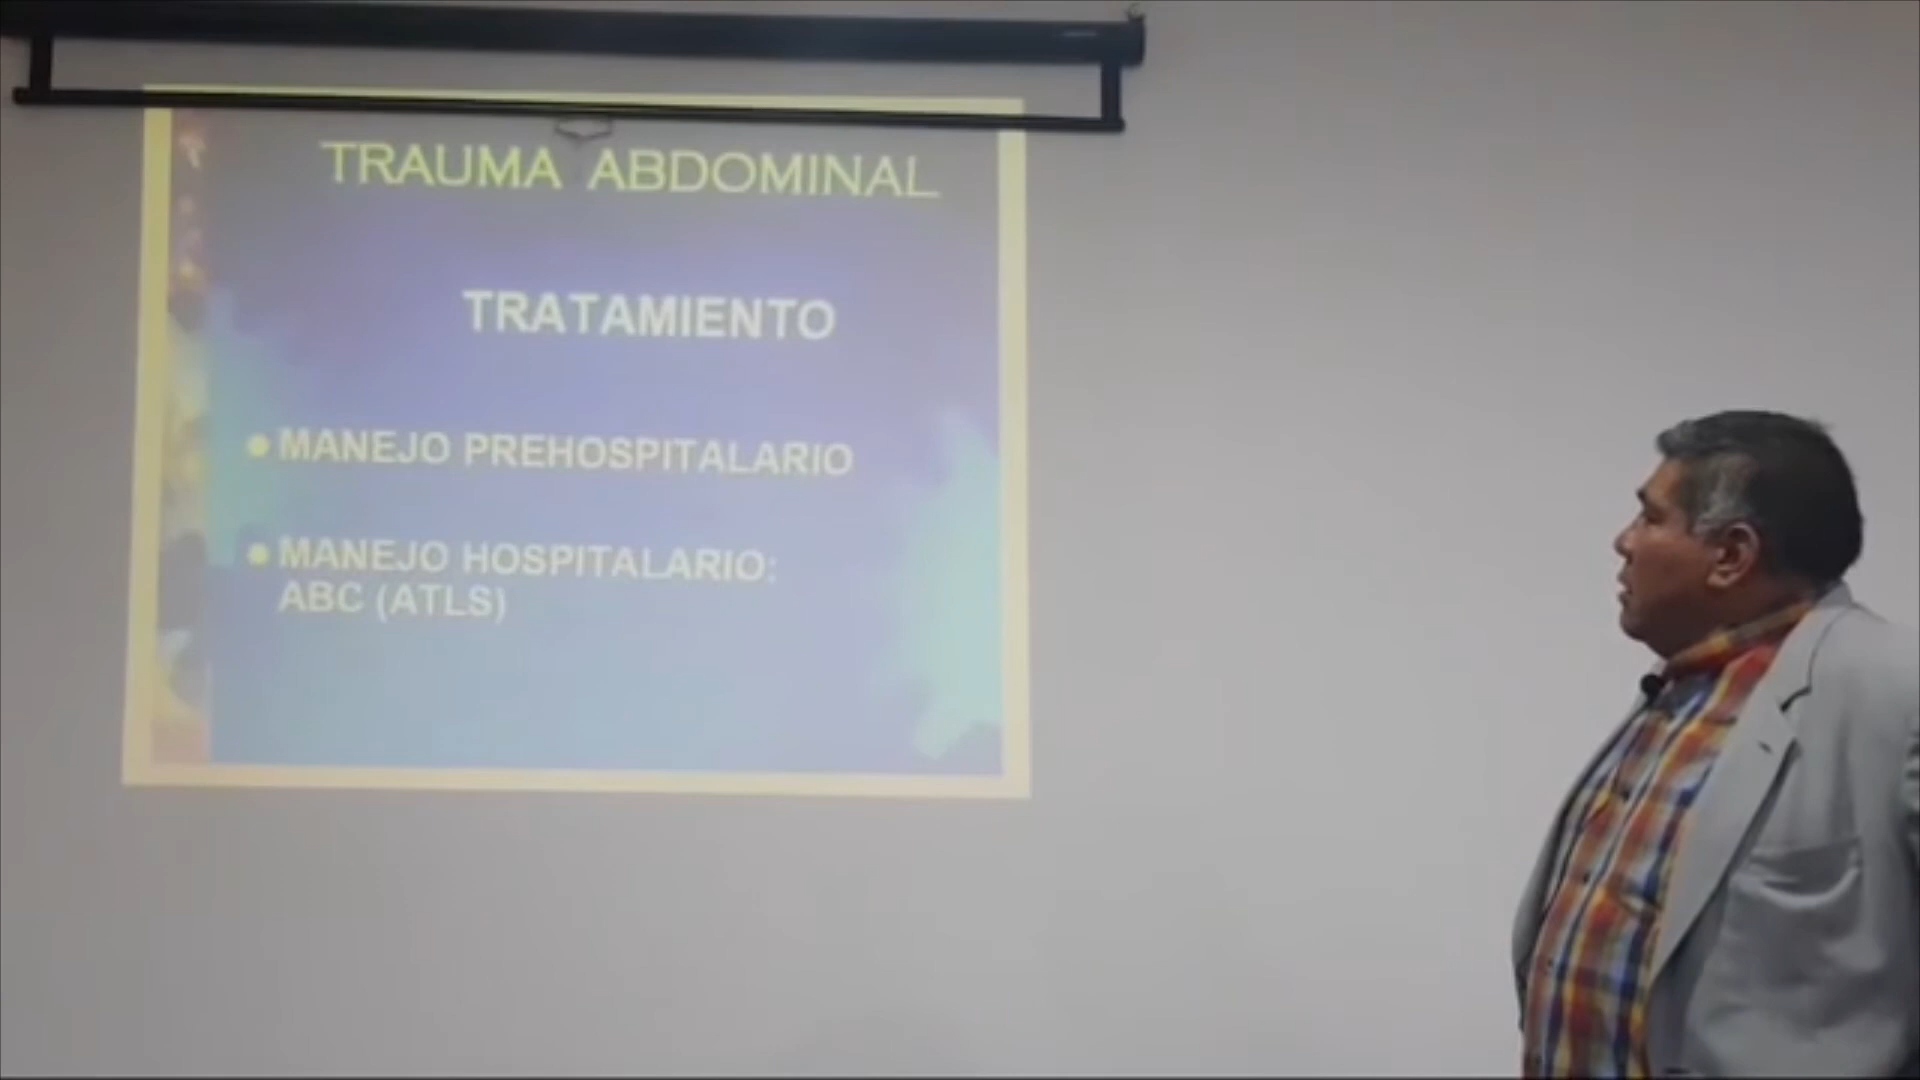 TRAUMA ABDOMINAL
TRATAMIENTO
● MANEJO PREHOSPITALARIO
● MANEJO HOSPITALARIO:
ABC (ATLS)